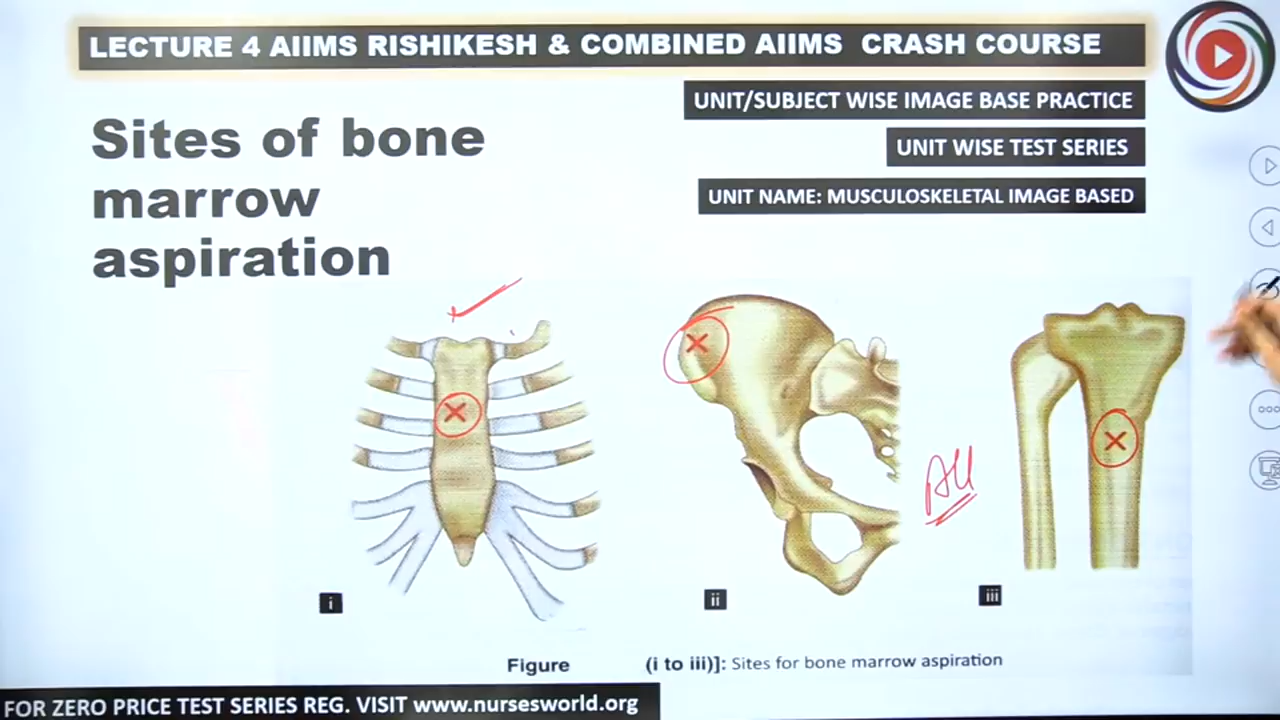 LECTURE 4 AIIMS RISHIKESH & COMBINED AIIMS CRASH COURSE
UNIT/SUBJECT WISE IMAGE BASE PRACTICE
UNIT WISE TEST SERIES
UNIT NAME: MUSCULOSKELETAL IMAGE BASED
Sites of bone
marrow
aspiration
All
i
ii
iii
Figure (i to iii)]: Sites for bone marrow aspiration
FOR ZERO PRICE TEST SERIES REG. VISIT www.nursesworld.org